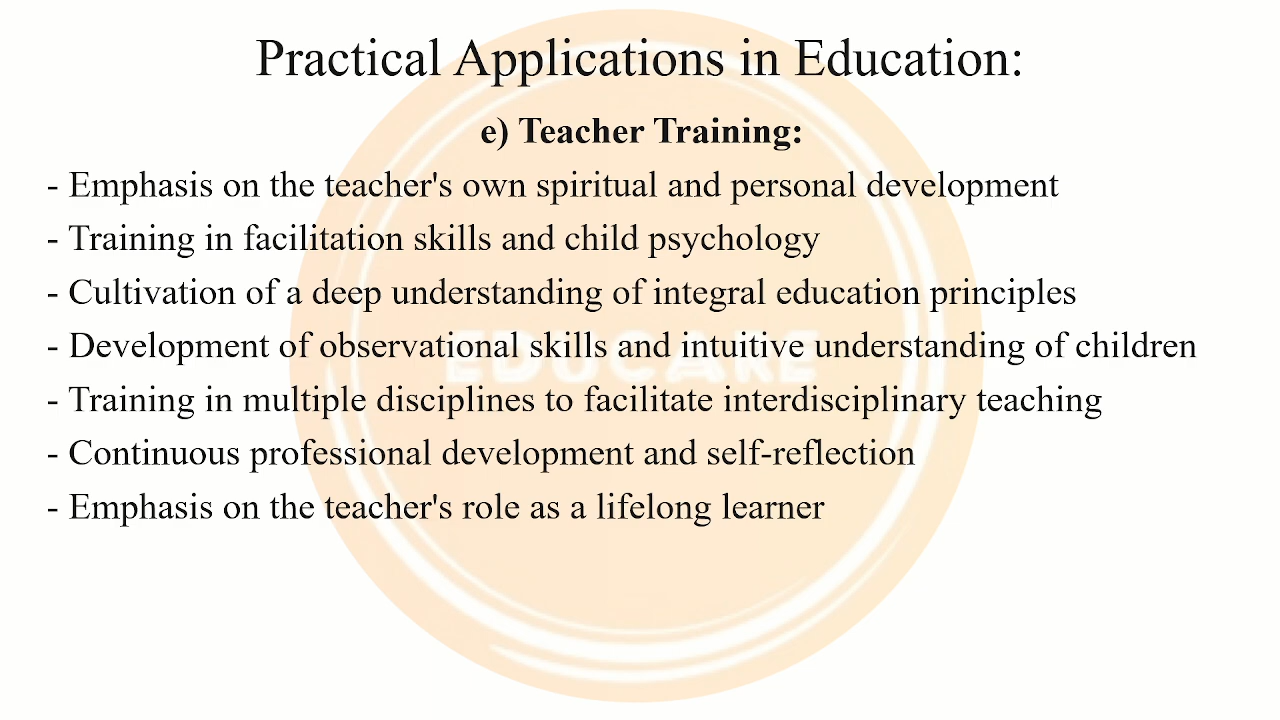 Practical Applications in Education:
e) Teacher Training:
- Emphasis on the teacher's own spiritual and personal development
- Training in facilitation skills and child psychology
- Cultivation of a deep understanding of integral education principles
- Development of observational skills and intuitive understanding of children
EDUCARE
- Training in multiple disciplines to facilitate interdisciplinary teaching
- Continuous professional development and self-reflection
- Emphasis on the teacher's role as a lifelong learner